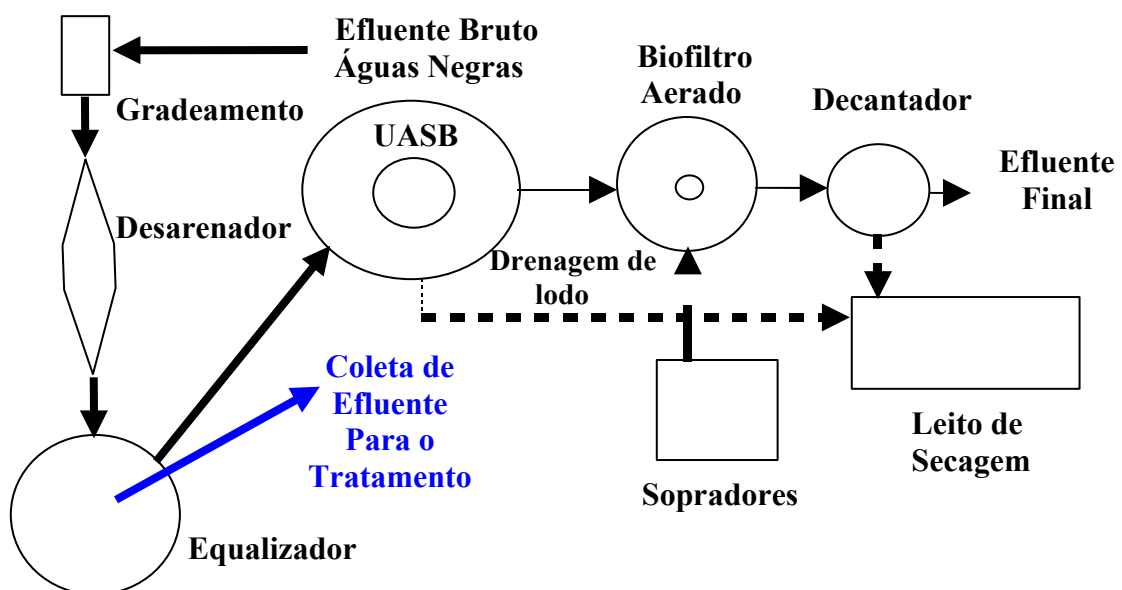 Efluente Bruto
Águas Negras
Gradeamento
UASB
Biofiltro
Aerado
Decantador
Efluente
Final
Desarenador
Drenagem de
lodo
Coleta de
Efluente
Para o
Tratamento
Leito de
Secagem
Sopradores
Equalizador